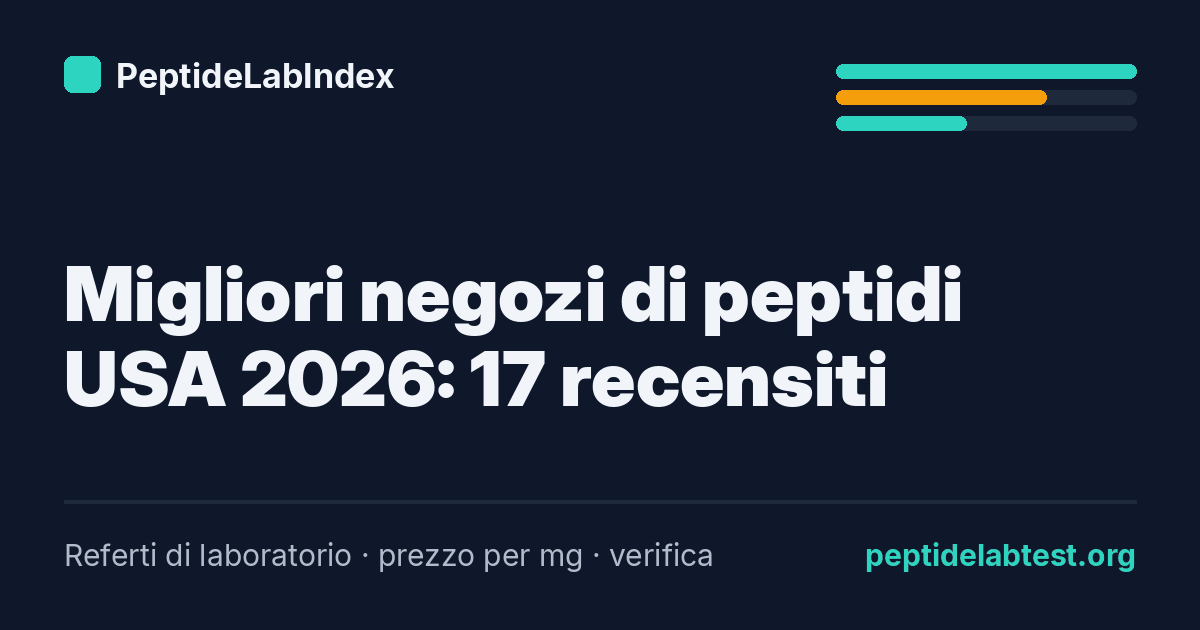 PeptideLabIndex
Migliori negozi di peptidi
USA 2026: 17 recensiti
Referti di laboratorio · prezzo per mg · verifica
peptidelabtest.org